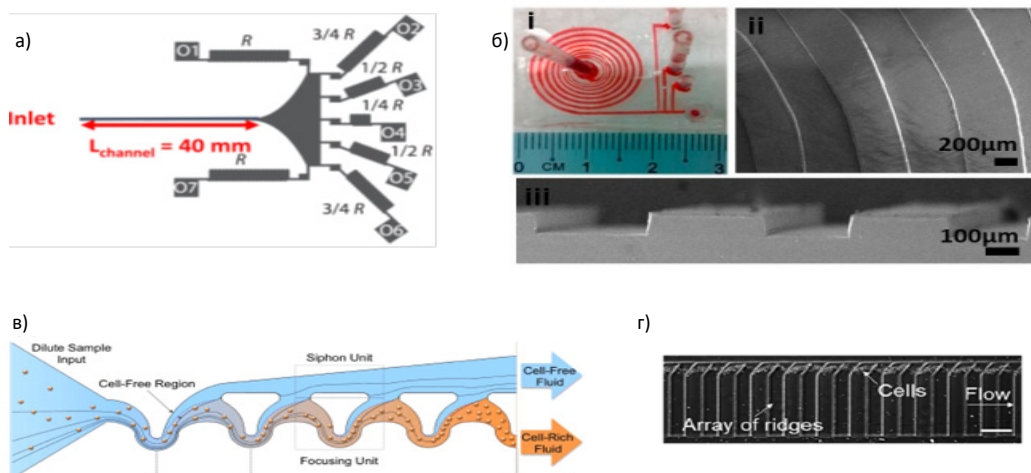 а)
O1
R
3/4 R
O2
1/2 R
O3
1/4 R
O4
Inlet
L channel = 40 mm
1/2 R
O5
R
O7
3/4 R
O6
б)
i
ii
200µm
0 CM 1 2 3
iii
100µm
в)
Dilute Sample
Input
Cell-Free Region
Siphon Unit
Cell-Free
Fluid
Cell-Rich
Fluid
Focusing Unit
г)
Cells
Flow
Array of ridges